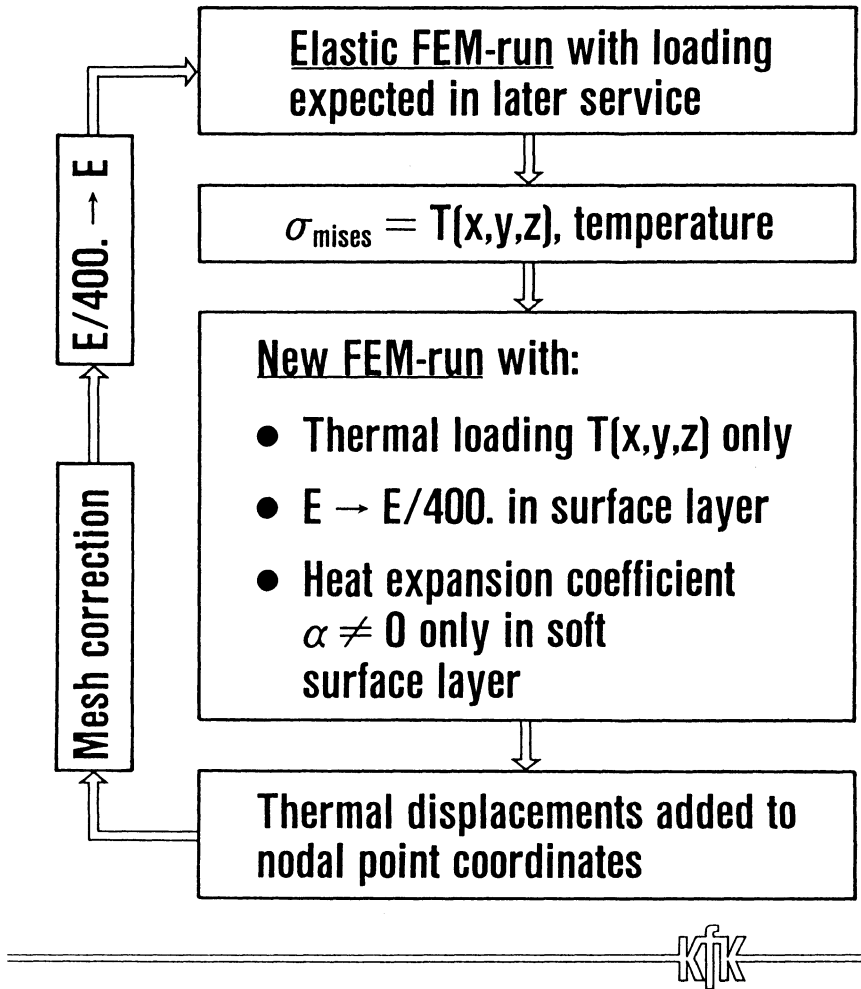 Elastic FEM-run with loading
expected in later service
σmises = T(x,y,z), temperature
New FEM-run with:
● Thermal loading T(x,y,z) only
● E → E/400. in surface layer
● Heat expansion coefficient
α ≠ 0 only in soft
surface layer
Thermal displacements added to
nodal point coordinates
Mesh correction
E/400. → E
KfK